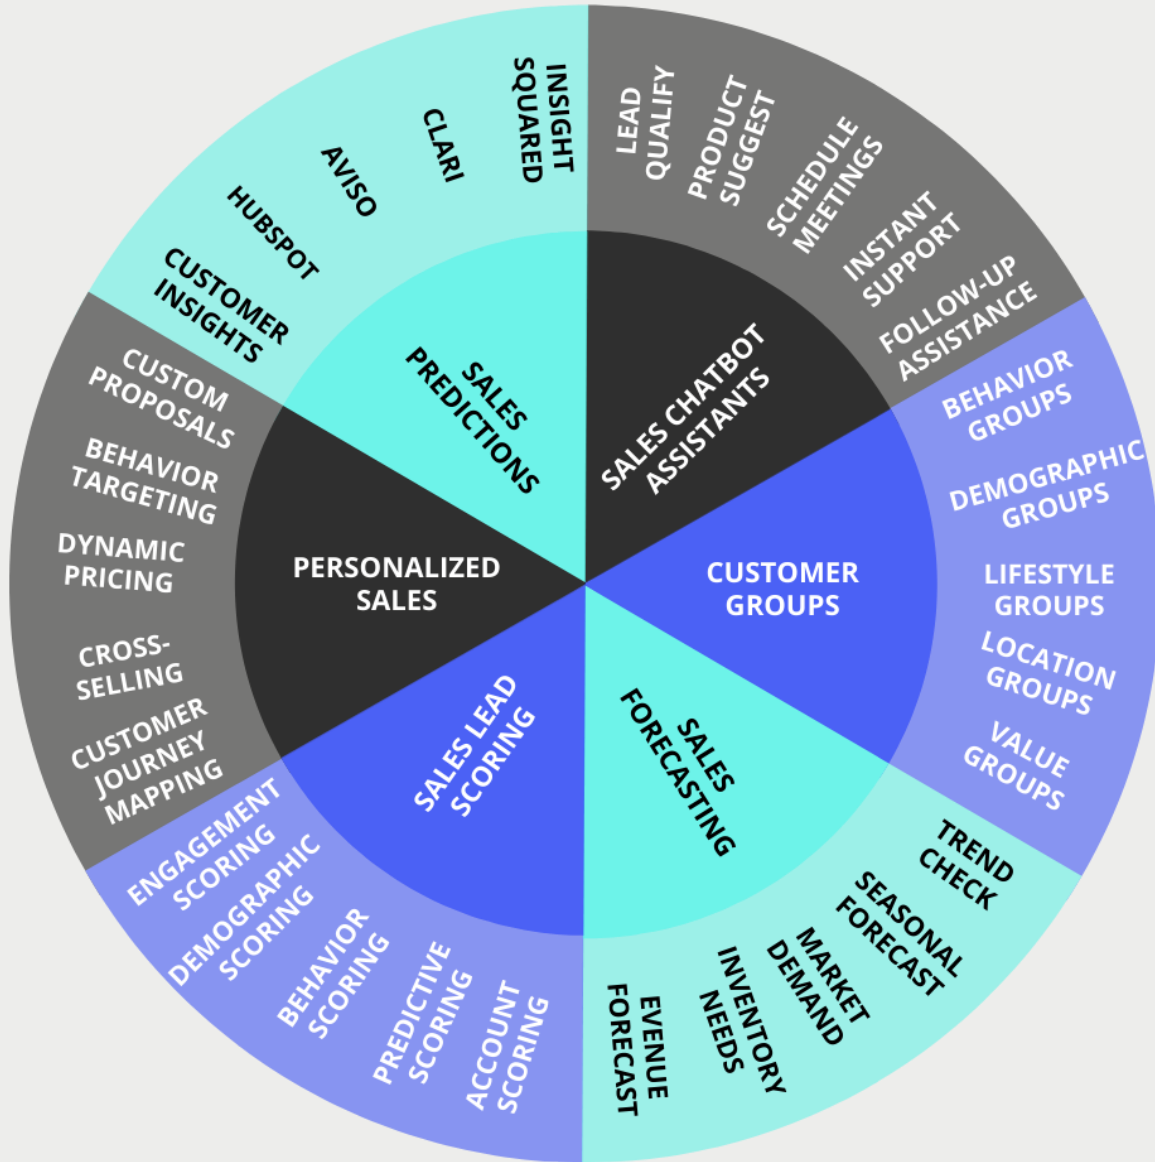 SALES CHATBOT
ASSISTANTS
LEAD
QUALIFY
PRODUCT
SUGGEST
SCHEDULE
MEETINGS
INSTANT
SUPPORT
FOLLOW-UP
ASSISTANCE
CUSTOMER
GROUPS
BEHAVIOR
GROUPS
DEMOGRAPHIC
GROUPS
LIFESTYLE
GROUPS
LOCATION
GROUPS
VALUE
GROUPS
SALES
FORECASTING
TREND
CHECK
SEASONAL
FORECAST
MARKET
DEMAND
INVENTORY
NEEDS
EVENUE
FORECAST
SALES LEAD
SCORING
ACCOUNT
SCORING
PREDICTIVE
SCORING
BEHAVIOR
SCORING
DEMOGRAPHIC
SCORING
ENGAGEMENT
SCORING
PERSONALIZED
SALES
CUSTOMER
JOURNEY
MAPPING
CROSS-
SELLING
DYNAMIC
PRICING
BEHAVIOR
TARGETING
CUSTOM
PROPOSALS
SALES
PREDICTIONS
CUSTOMER
INSIGHTS
HUBSPOT
AVISO
CLARI
INSIGHT
SQUARED